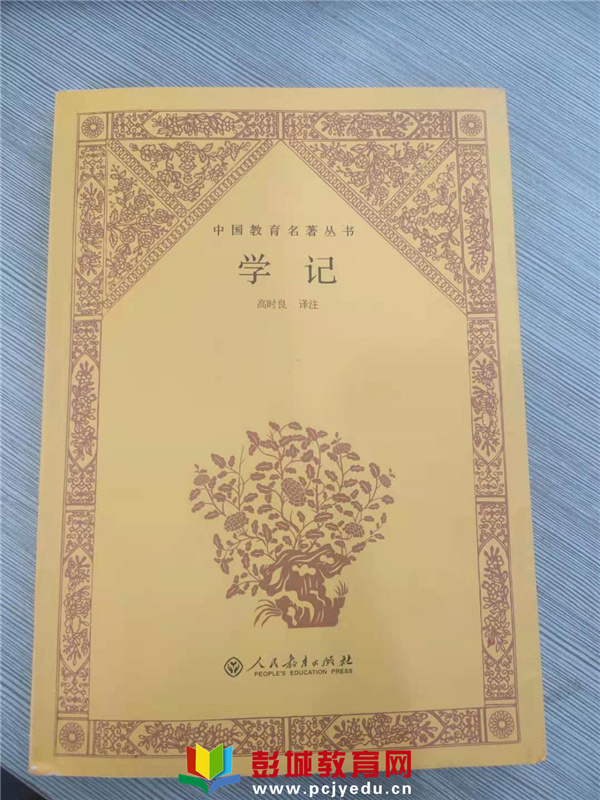 中国教育名著丛书
学记
高时良 译注
人民教育出版社
PEOPLE'S EDUCATION PRESS
彭城教育网
www.pcjyedu.cn